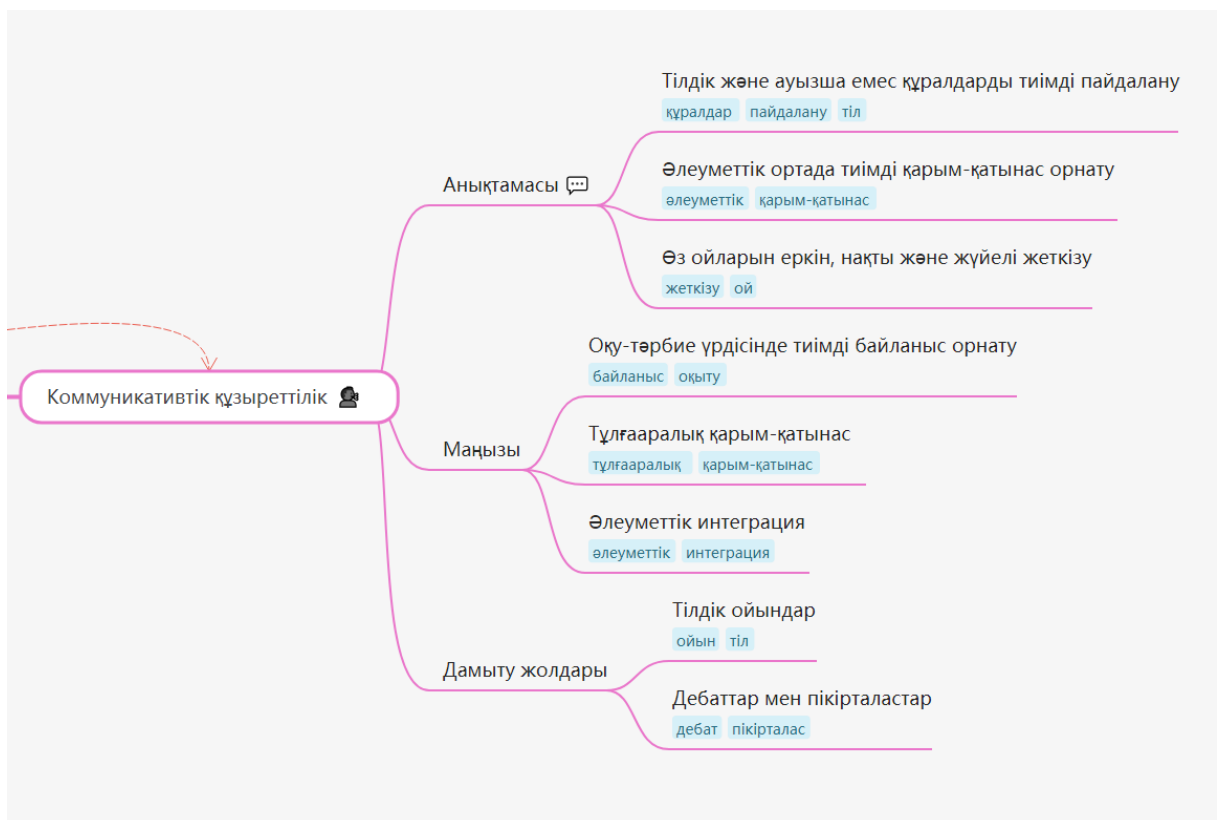 Тілдік және ауызша емес құралдарды тиімді пайдалану
құралдар пайдалану тіл
Анықтамасы
Әлеуметтік ортада тиімді қарым-қатынас орнату
әлеуметтік қарым-қатынас
Өз ойларын еркін, нақты және жүйелі жеткізу
жеткізу ой
Коммуникативтік құзыреттілік
Оқу-тәрбие үрдісінде тиімді байланыс орнату
байланыс оқыту
Маңызы
Тұлғааралық қарым-қатынас
тұлғааралық қарым-қатынас
Әлеуметтік интеграция
әлеуметтік интеграция
Дамыту жолдары
Тілдік ойындар
ойын тіл
Дебаттар мен пікірталастар
дебат пікірталас